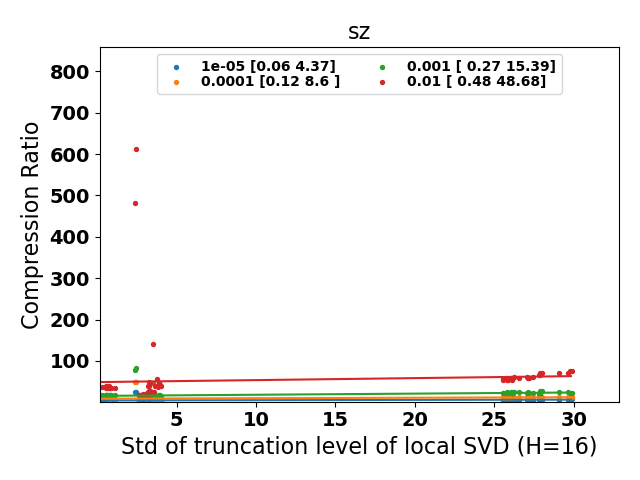 sz
1e-05 [0.06 4.37]
0.0001 [0.12 8.6 ]
0.001 [ 0.27 15.39]
0.01 [ 0.48 48.68]
Compression Ratio
800
700
600
500
400
300
200
100
5 10 15 20 25 30
Std of truncation level of local SVD (H=16)